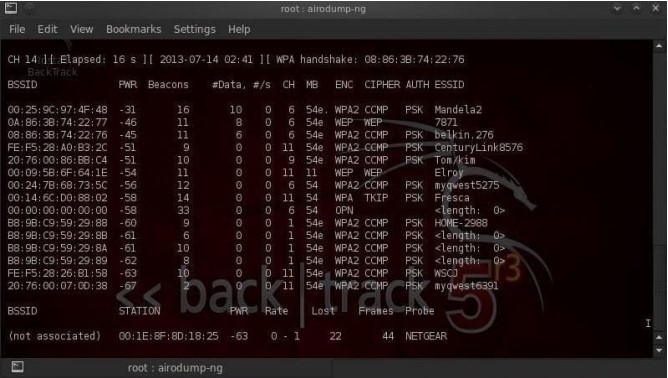 root : airodump-ng
File Edit View Bookmarks Settings Help
CH 14 ][ Elapsed: 16 s ][ 2013-07-14 02:41 ][ WPA handshake: 08:86:3B:74:22:76
BackTrack
BSSID PWR Beacons #Data, #/s CH MB ENC CIPHER AUTH ESSID
00:25:9C:97:4F:48 -31 16 10 0 6 54e. WPA2 CCMP PSK Mandela2
0A:86:3B:74:22:77 -46 11 8 0 6 54e WEP WEP 7871
08:86:3B:74:22:76 -45 11 6 0 6 54e WPA2 CCMP PSK belkin.276
FE:F5:28:A0:B3:2C -51 9 0 0 11 54e WPA2 CCMP PSK CenturyLink8576
20:76:00:86:BB:C4 -51 10 0 0 9 54e WPA2 CCMP PSK Tom/kim
00:09:5B:6F:64:1E -54 11 0 0 11 11 WEP WEP Elroy
00:24:7B:68:73:5C -56 12 0 0 6 54 WPA2 CCMP PSK myqwest5275
00:14:6C:D0:88:02 -58 14 0 0 11 54 WPA TKIP PSK Fresca
00:00:00:00:00:00 -58 33 0 0 6 54 OPN <length: 0>
B8:9B:C9:59:29:88 -60 9 0 0 1 54e WPA2 CCMP PSK HOME-2988
B8:9B:C9:59:29:8B -61 6 0 0 1 54e WPA2 CCMP PSK <length: 0>
B8:9B:C9:59:29:8A -61 10 0 0 1 54e WPA2 CCMP PSK <length: 0>
B8:9B:C9:59:29:89 -62 8 0 0 1 54e WPA2 CCMP PSK <length: 0>
FE:F5:28:26:B1:58 -63 10 0 0 11 54e WPA2 CCMP PSK WSCJ
20:76:00:07:0D:38 -67 2 0 0 11 54e WPA2 CCMP PSK myqwest6391
<< back | track 5 r3
BSSID STATION PWR Rate Lost Frames Probe
(not associated) 00:1E:8F:8D:18:25 -63 0 - 1 22 44 NETGEAR
root : airodump-ng